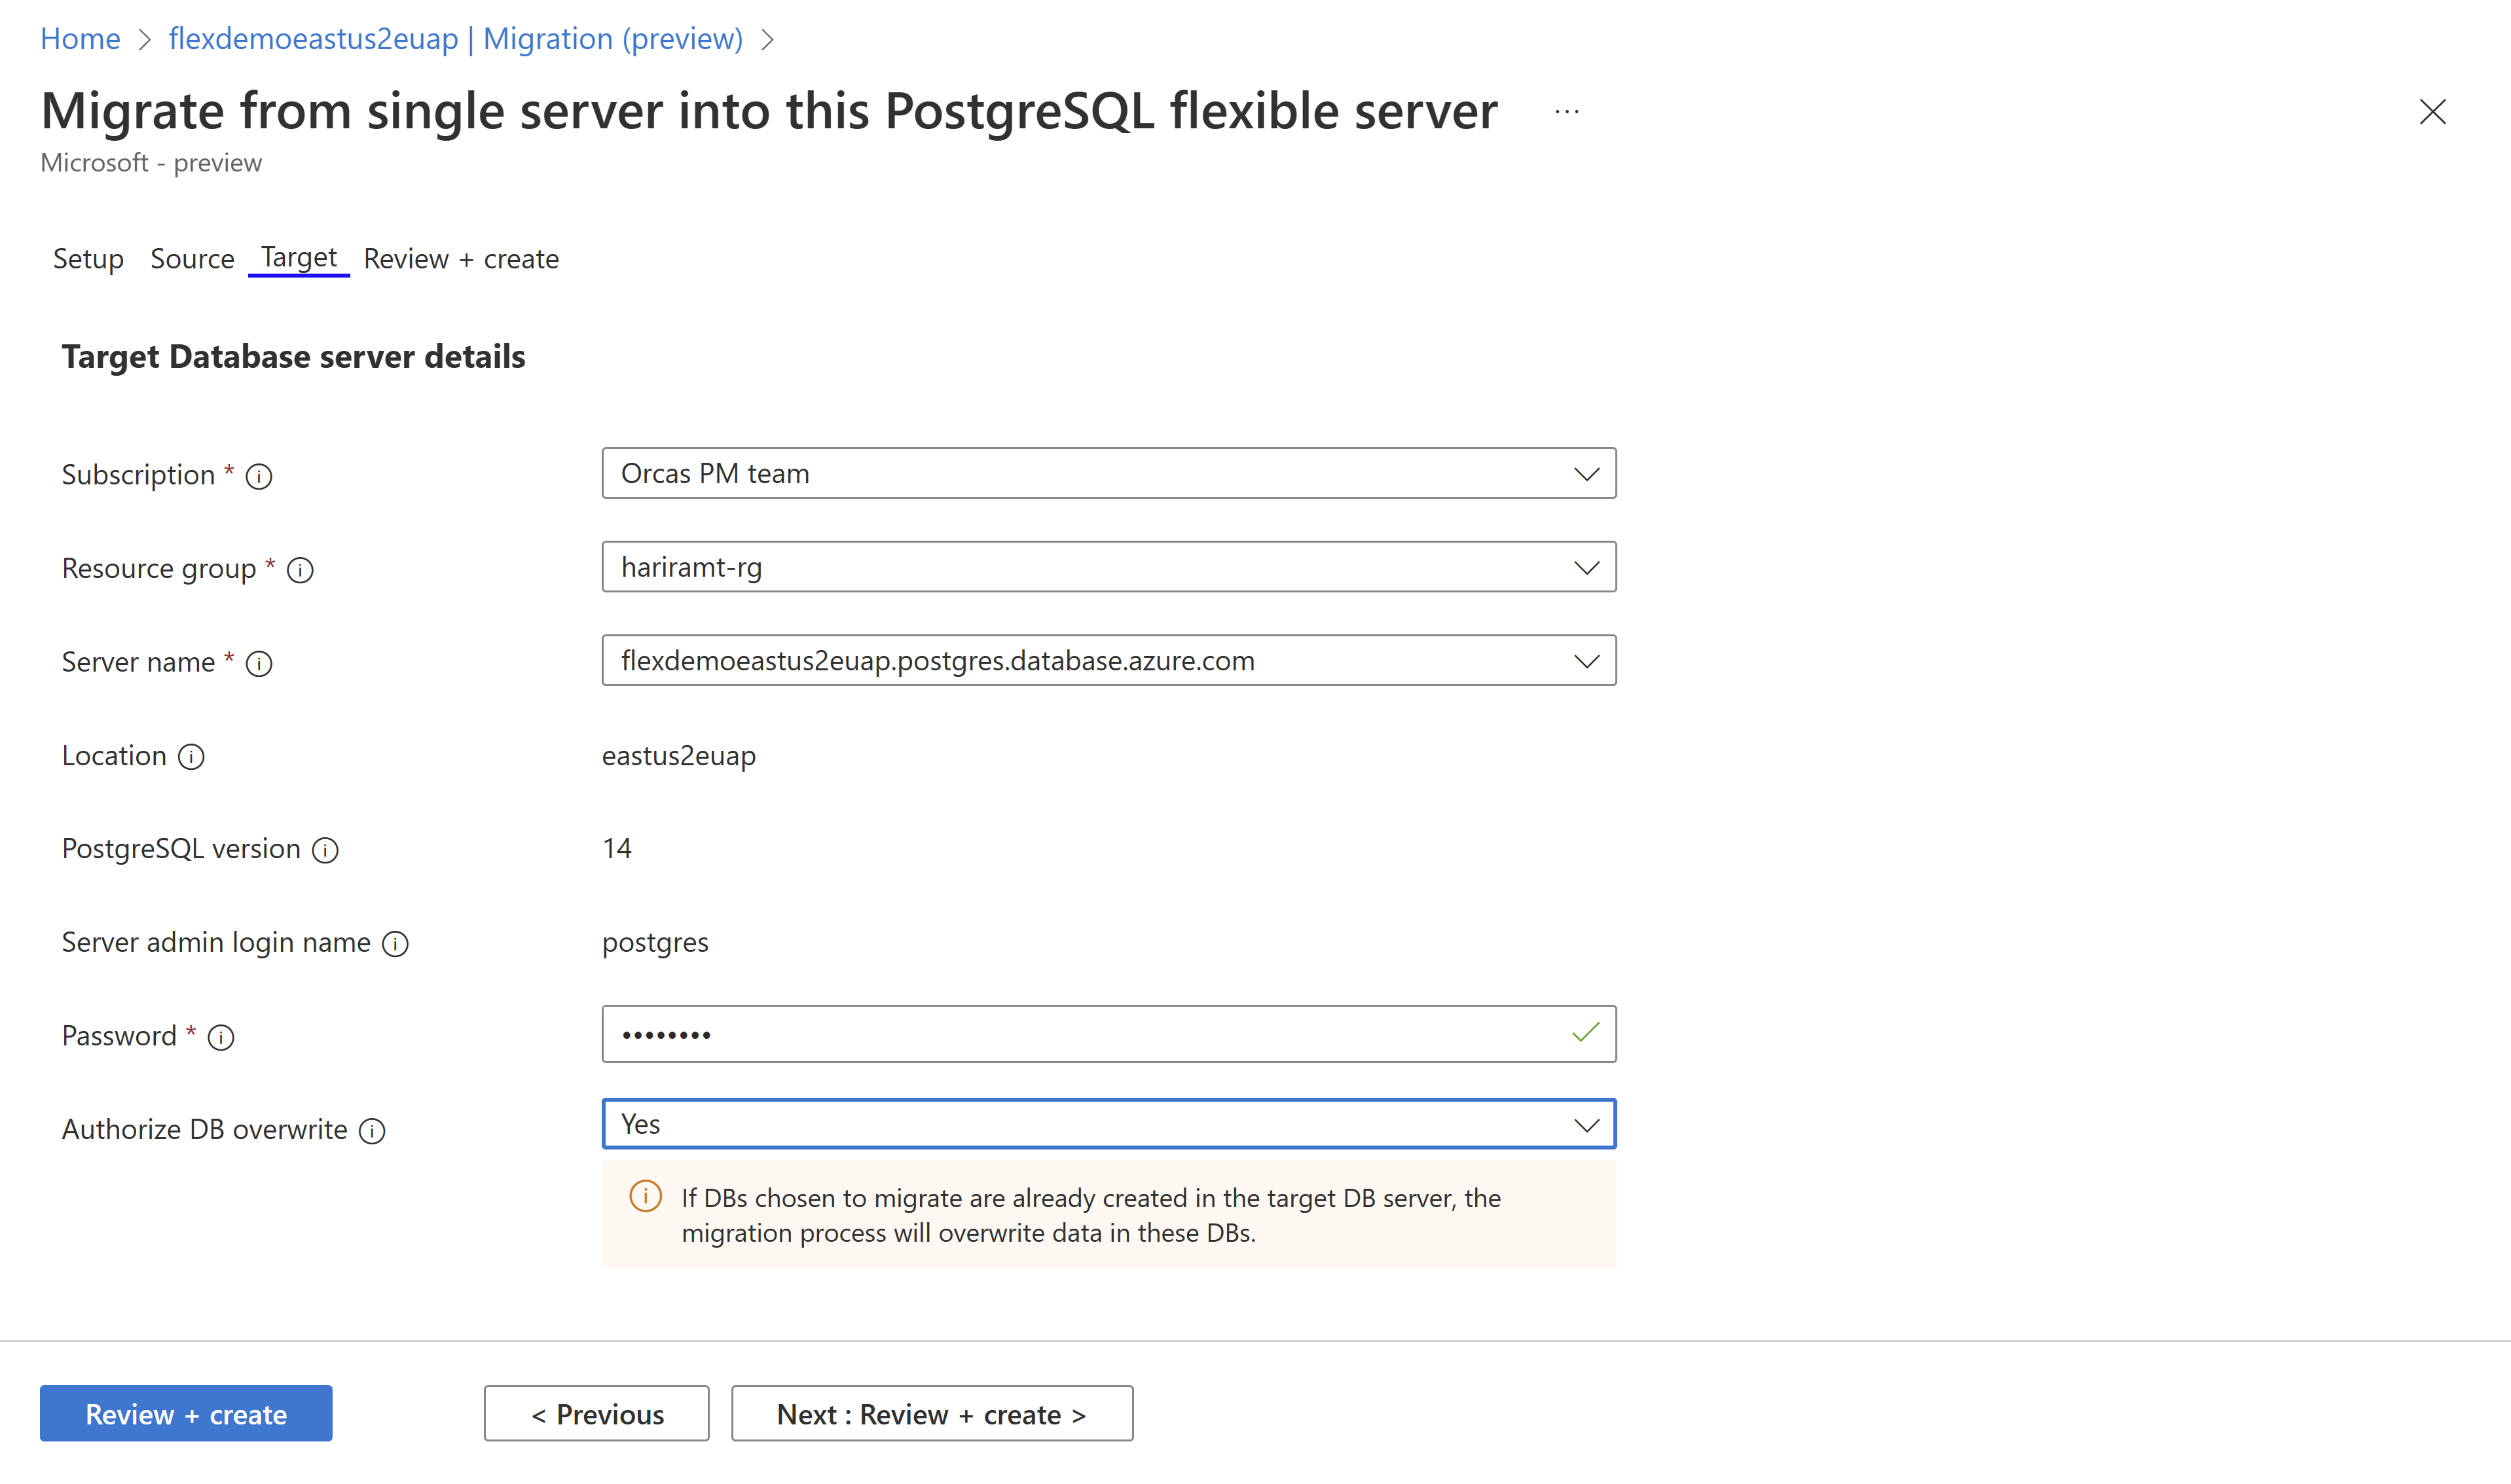 Home > flexdemoeastus2euap | Migration (preview) >
Migrate from single server into this PostgreSQL flexible server ...
Microsoft - preview
Setup Source Target Review + create
Target Database server details
Subscription * Orcas PM team
Resource group * hariramt-rg
Server name * flexdemoeastus2euap.postgres.database.azure.com
Location eastus2euap
PostgreSQL version 14
Server admin login name postgres
Password * ••••••••
Authorize DB overwrite Yes
If DBs chosen to migrate are already created in the target DB server, the
migration process will overwrite data in these DBs.
Review + create < Previous Next : Review + create >